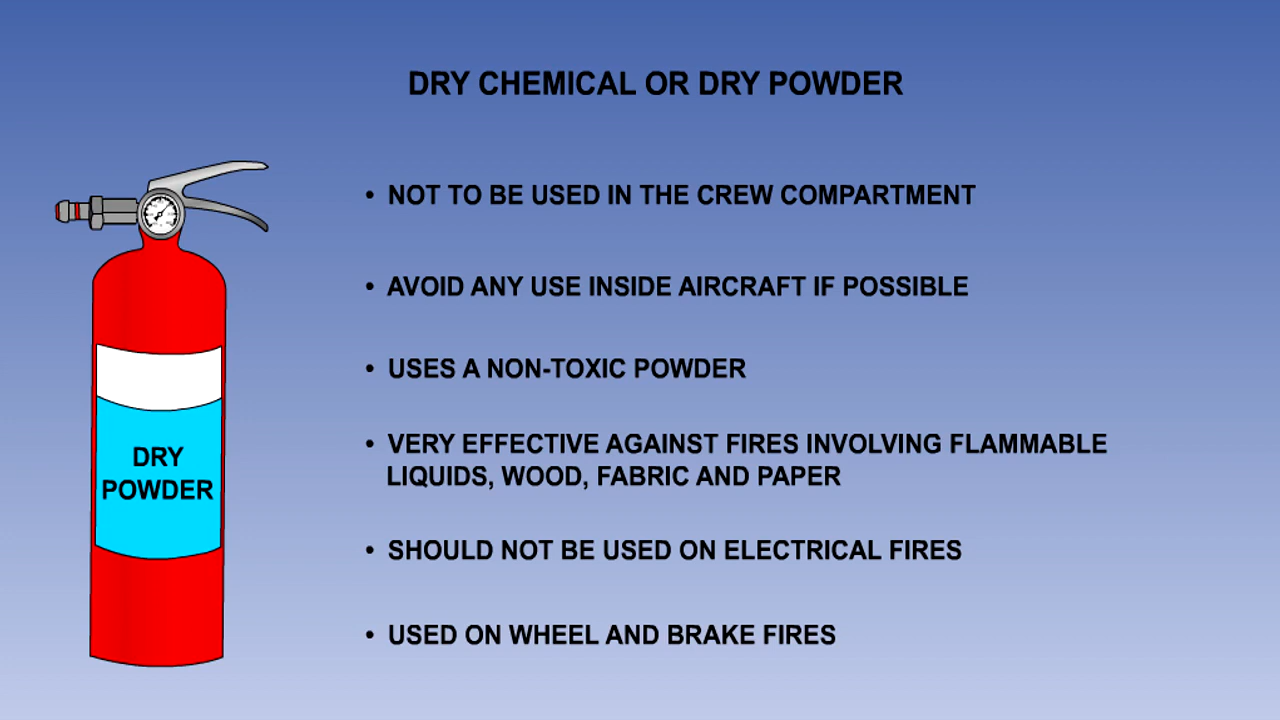 DRY CHEMICAL OR DRY POWDER
• NOT TO BE USED IN THE CREW COMPARTMENT
• AVOID ANY USE INSIDE AIRCRAFT IF POSSIBLE
• USES A NON-TOXIC POWDER
• VERY EFFECTIVE AGAINST FIRES INVOLVING FLAMMABLE
LIQUIDS, WOOD, FABRIC AND PAPER
• SHOULD NOT BE USED ON ELECTRICAL FIRES
• USED ON WHEEL AND BRAKE FIRES
DRY
POWDER